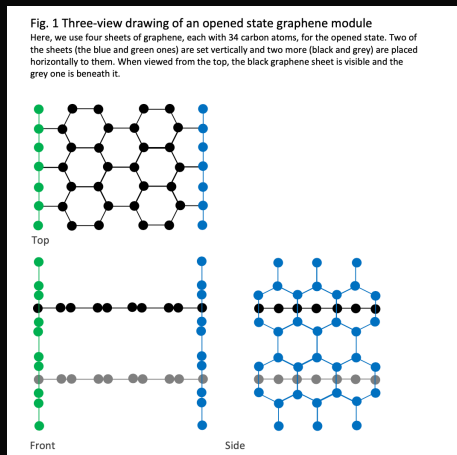 Fig. 1 Three-view drawing of an opened state graphene module
Here, we use four sheets of graphene, each with 34 carbon atoms, for the opened state. Two of
the sheets (the blue and green ones) are set vertically and two more (black and grey) are placed
horizontally to them. When viewed from the top, the black graphene sheet is visible and the
grey one is beneath it.
Top
Front
Side